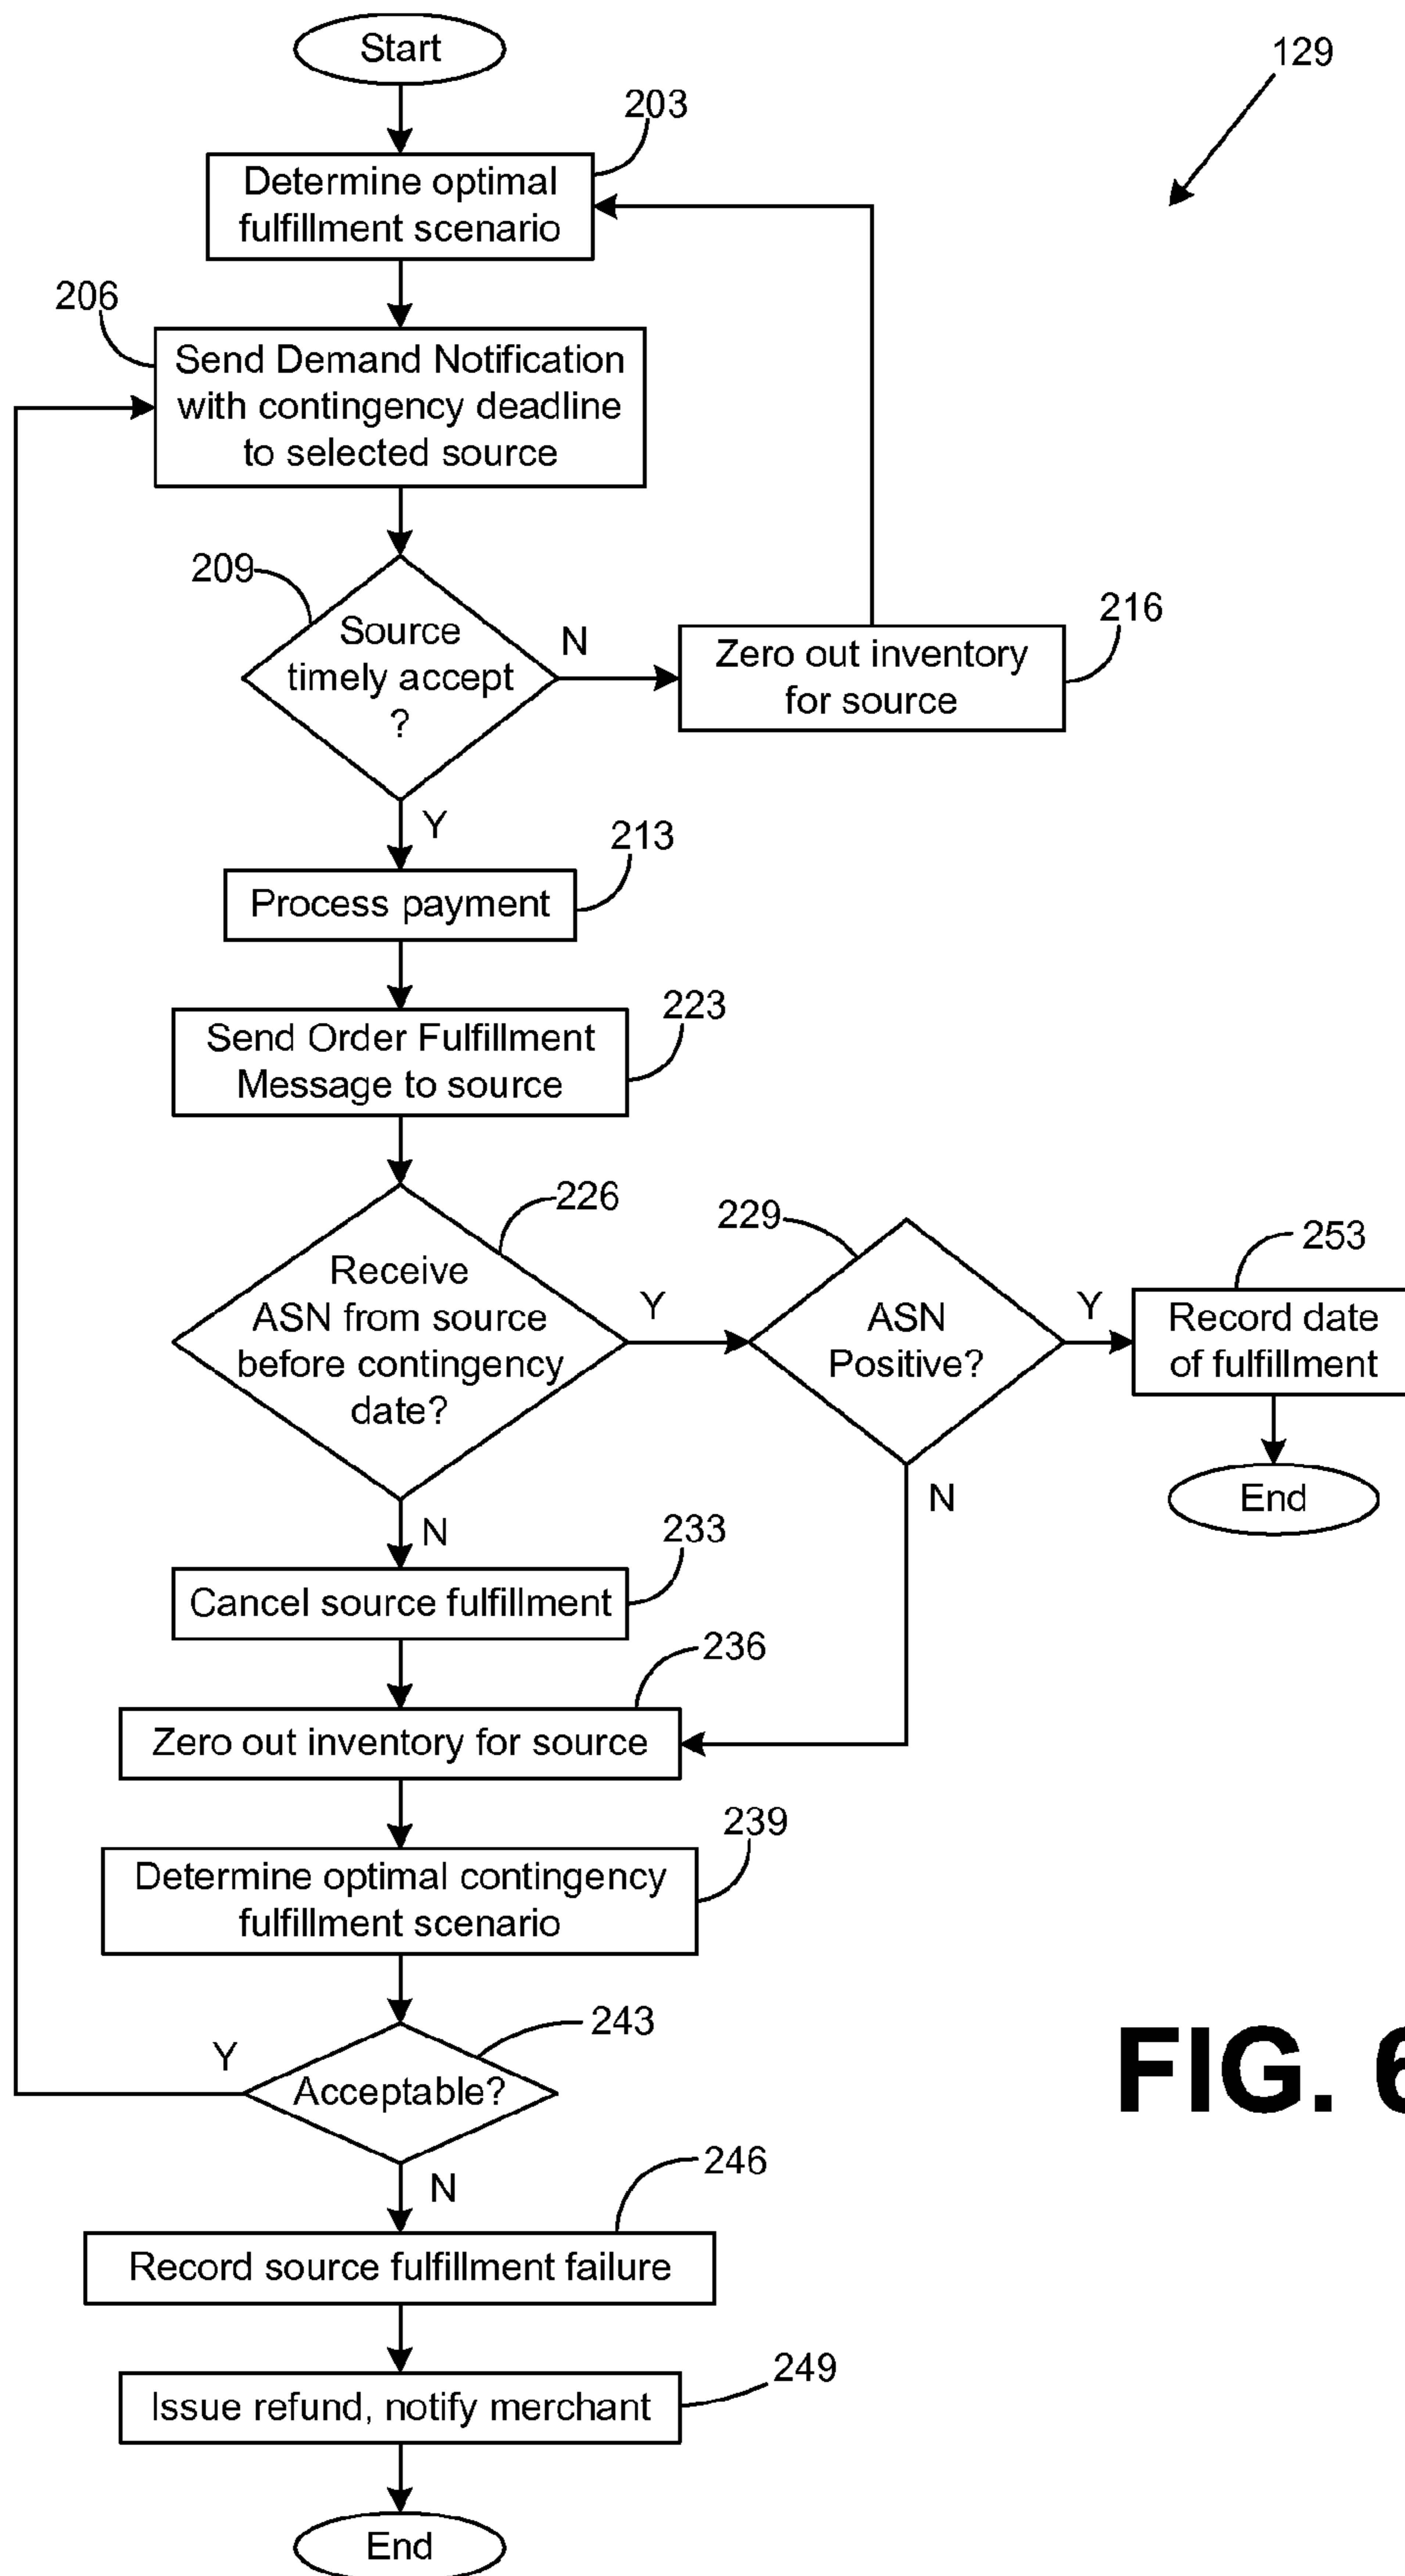 Start
129
203
Determine optimal
fulfillment scenario
206
Send Demand Notification
with contingency deadline
to selected source
209
Source
timely accept
?
N
216
Zero out inventory
for source
Y
213
Process payment
223
Send Order Fulfillment
Message to source
226
Receive
ASN from source
before contingency
date?
Y
229
ASN
Positive?
Y
253
Record date
of fulfillment
End
N
N
233
Cancel source fulfillment
236
Zero out inventory for source
239
Determine optimal contingency
fulfillment scenario
243
Y
Acceptable?
FIG. 6
N
246
Record source fulfillment failure
249
Issue refund, notify merchant
End